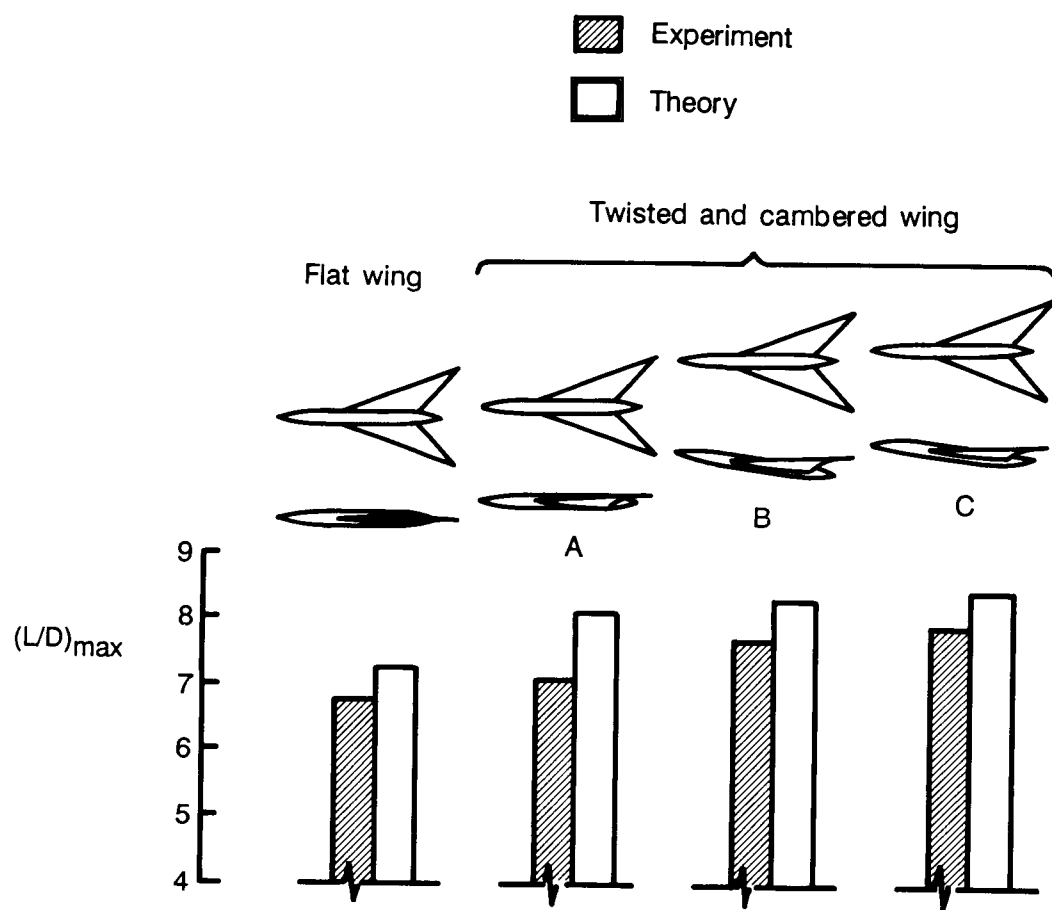 Experiment
Theory
Twisted and cambered wing
Flat wing
A
B
C
(L/D)max
9
8
7
6
5
4